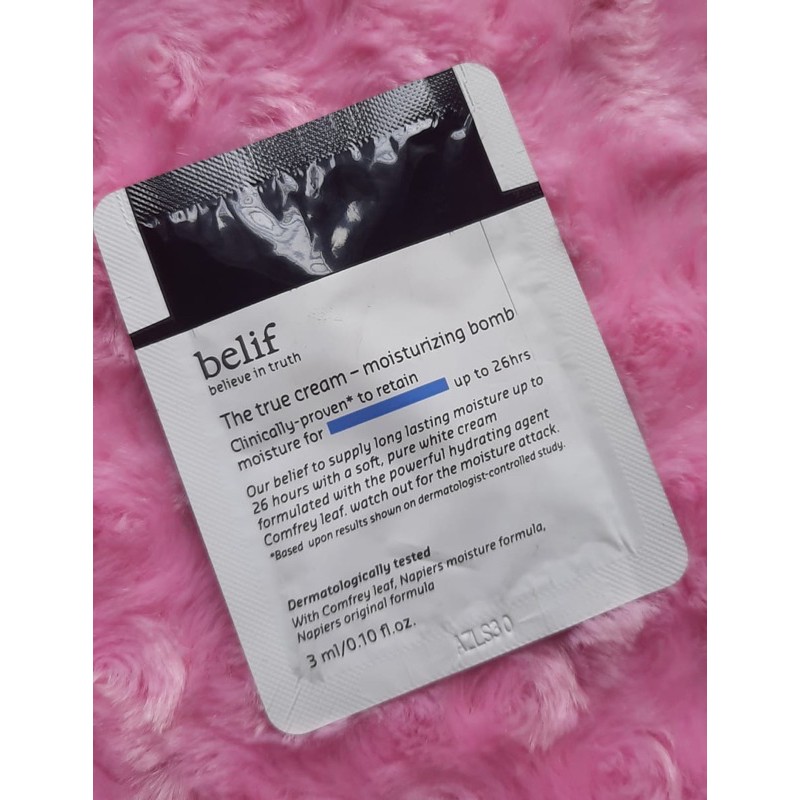 belif
believe in truth
The true cream – moisturizing bomb
Clinically-proven* to retain
moisture for up to 26hrs
Our belief to supply long lasting moisture up to
26 hours with a soft, pure white cream
formulated with the powerful hydrating agent
Comfrey leaf. watch out for the moisture attack.
*Based upon results shown on dermatologist-controlled study.
Dermatologically tested
With Comfrey leaf, Napiers moisture formula,
Napiers original formula
3 ml/0.10 fl.oz.
AZLS30